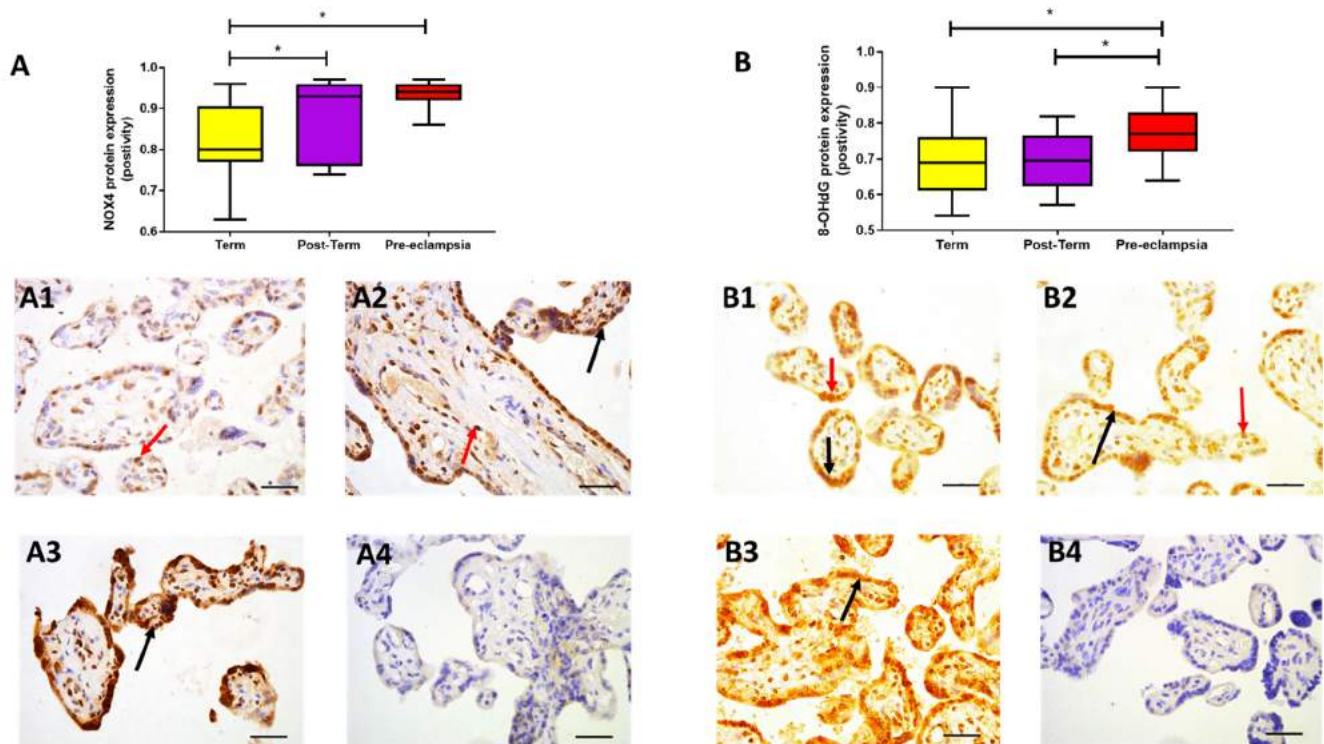 A
*
*
NOX4 protein expression
(postivity)
1.0
0.9
0.8
0.7
0.6
Term
Post-Term
Pre-eclampsia
B
*
*
8-OHdG protein expression
(postivity)
1.0
0.9
0.8
0.7
0.6
0.5
Term
Post-Term
Pre-eclampsia
A1
A2
B1
B2
A3
A4
B3
B4